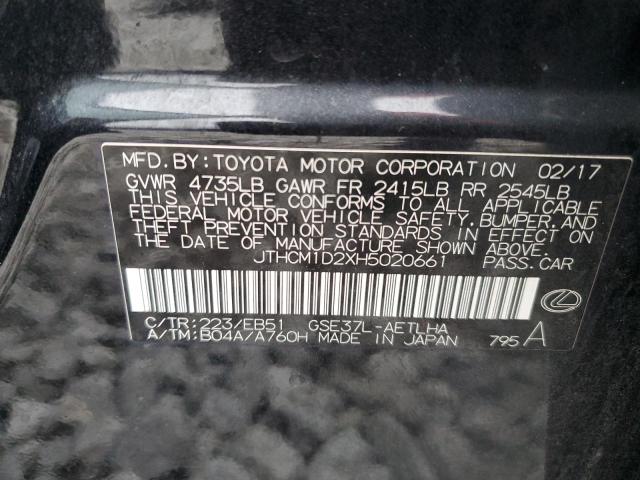 MFD.BY:TOYOTA MOTOR CORPORATION 02/17
GVWR 4735LB GAWR FR 2415LB RR 2545LB
THIS VEHICLE CONFORMS TO ALL APPLICABLE
FEDERAL MOTOR VEHICLE SAFETY,BUMPER,AND
THEFT PREVENTION STANDARDS IN EFFECT ON
THE DATE OF MANUFACTURE SHOWN ABOVE.
JTHCM1D2XH5020661 PASS.CAR
C/TR:223/EB51 GSE37L-AETLHA
A/TM:B04A/A760H MADE IN JAPAN 795 A